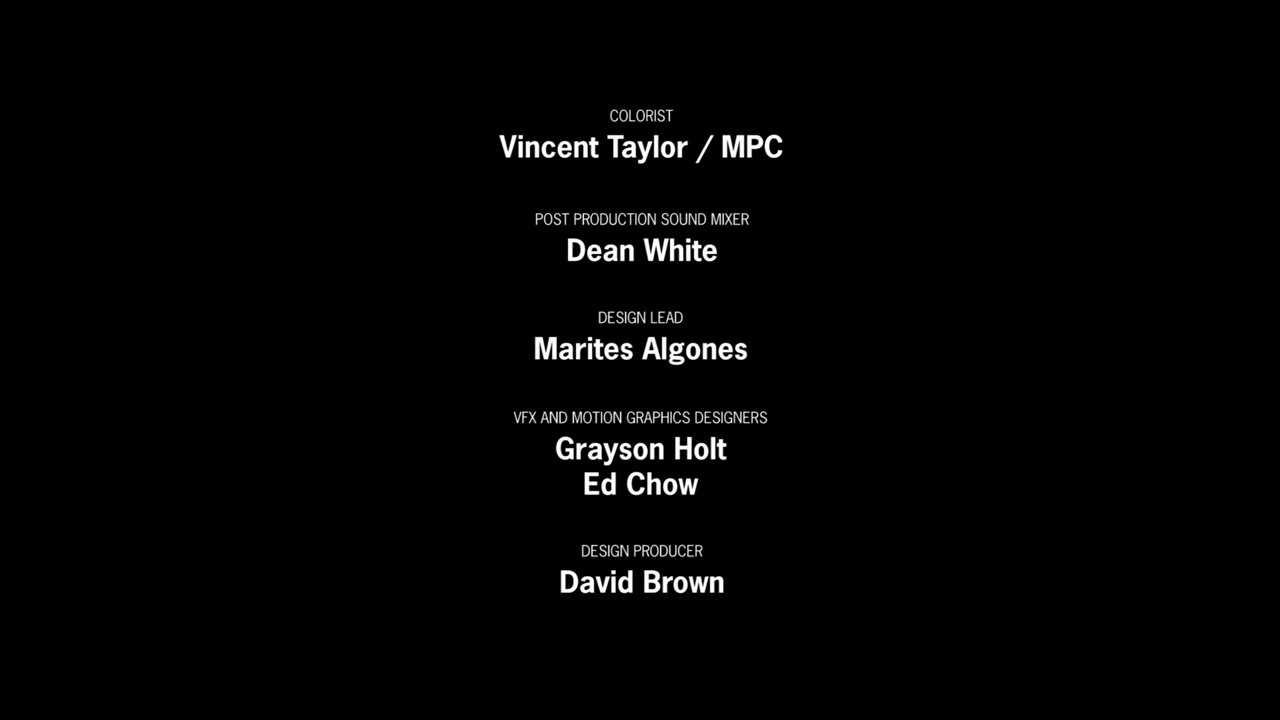 COLORIST
Vincent Taylor / MPC
POST PRODUCTION SOUND MIXER
Dean White
DESIGN LEAD
Marites Algones
VFX AND MOTION GRAPHICS DESIGNERS
Grayson Holt
Ed Chow
DESIGN PRODUCER
David Brown